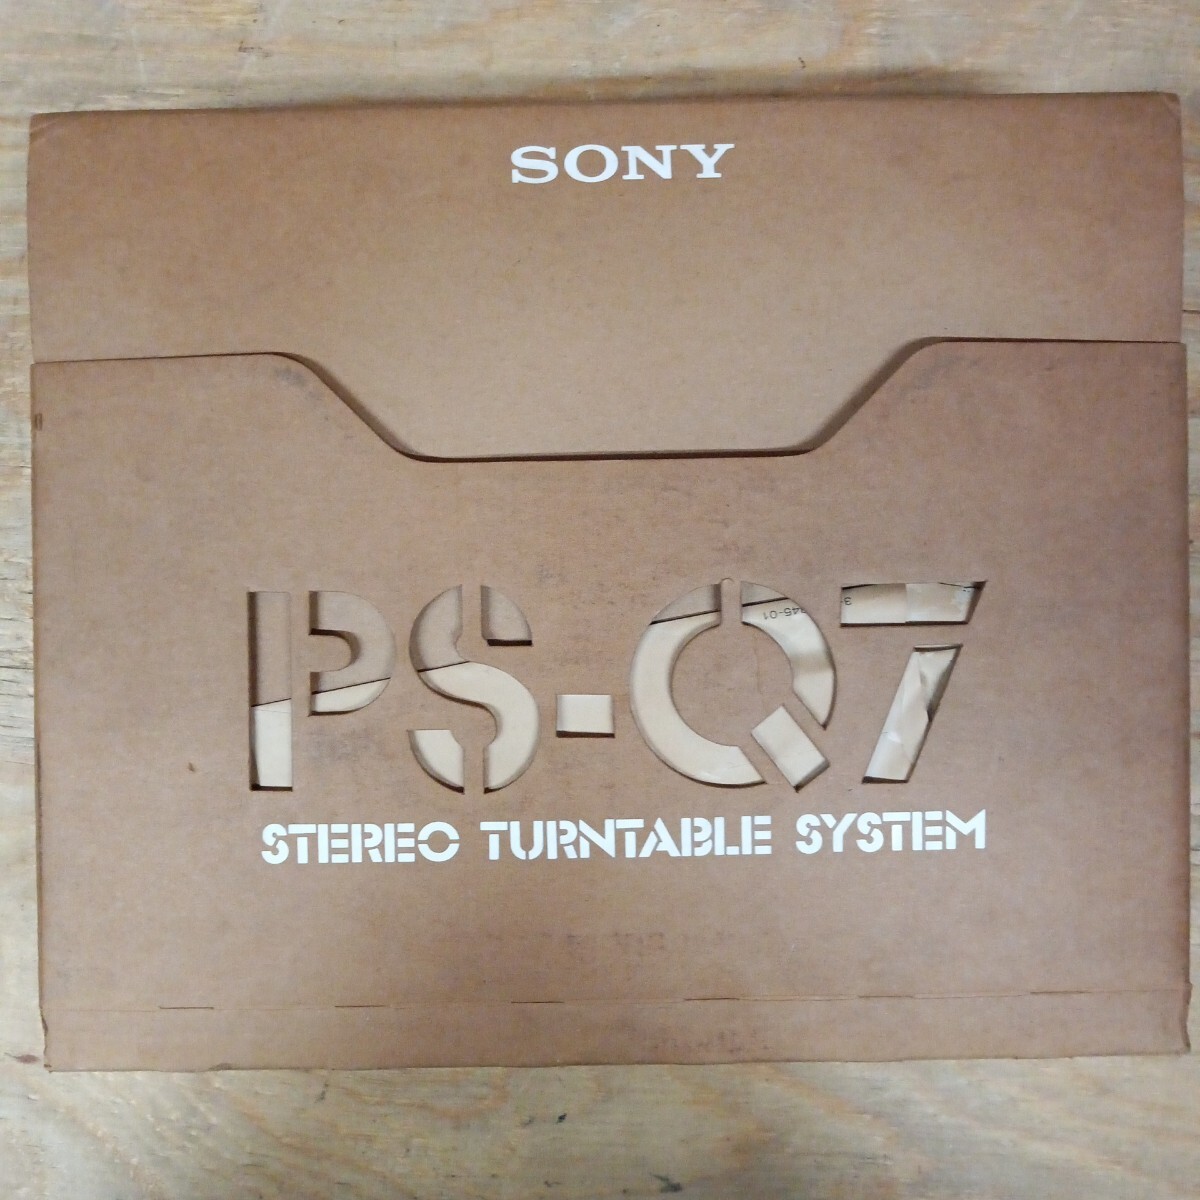 SONY
PS-Q7
STEREO TURNTABLE SYSTEM